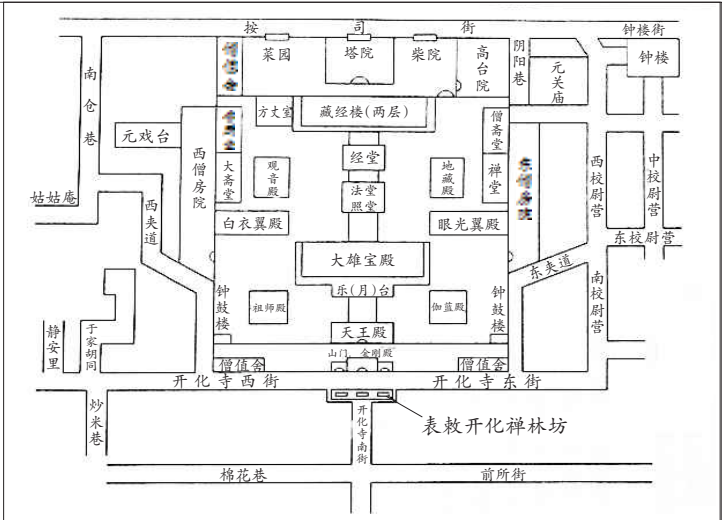 按司街
钟楼街
菜园
塔院
柴院
高台院
阴阳巷
元关庙
钟楼
南仓巷
元戏台
西僧房院
方丈室
藏经楼(两层)
僧斋堂
大斋堂
观音殿
经堂
地藏殿
禅堂
西校尉营
中校尉营
姑姑庵
西夹道
法堂
照堂
白衣翼殿
眼光翼殿
东校尉营
大雄宝殿
东夹道
乐(月)台
钟鼓楼
祖师殿
伽蓝殿
钟鼓楼
南校尉营
静安里
于家胡同
天王殿
山门
金刚殿
僧值舍
僧值舍
开化寺西街
开化寺东街
炒米巷
开化寺南街
表敕开化禅林坊
棉花巷
前所街